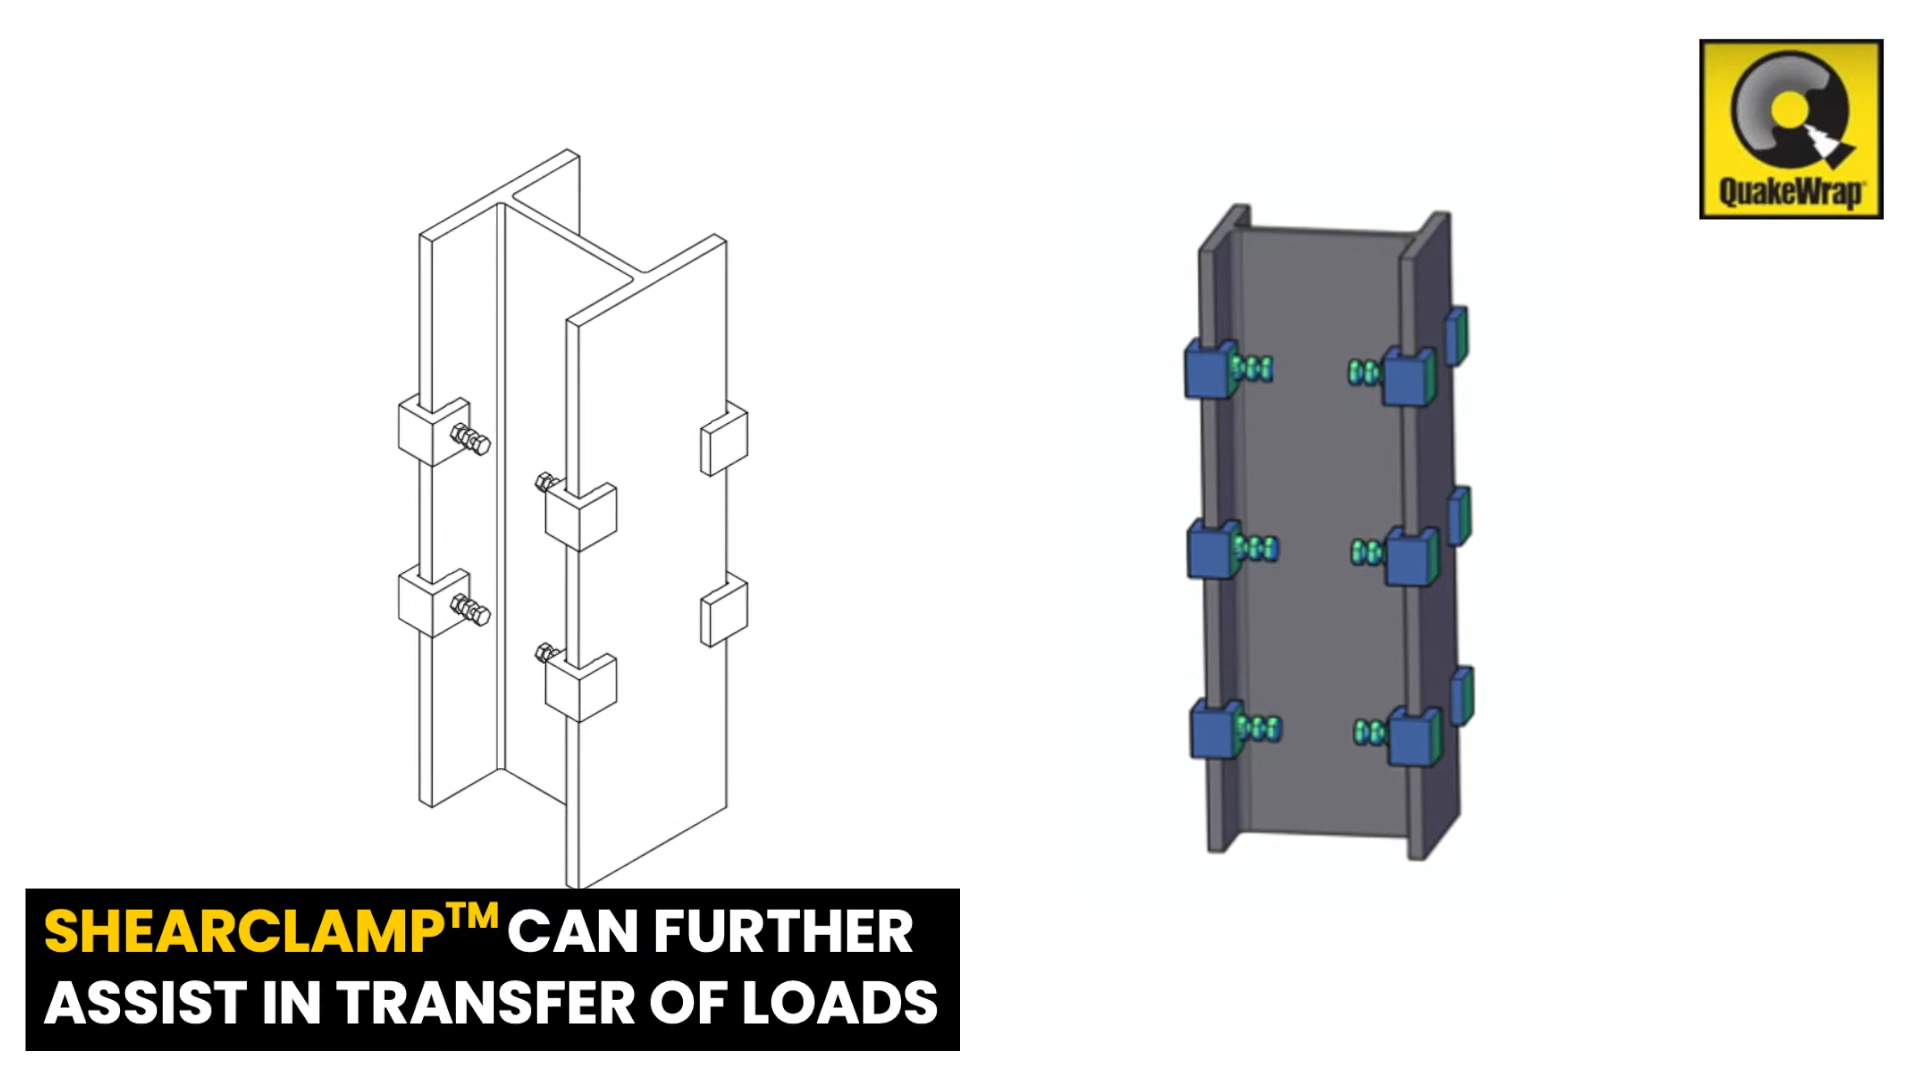 QuakeWrap®
SHEARCLAMP™ CAN FURTHER
ASSIST IN TRANSFER OF LOADS